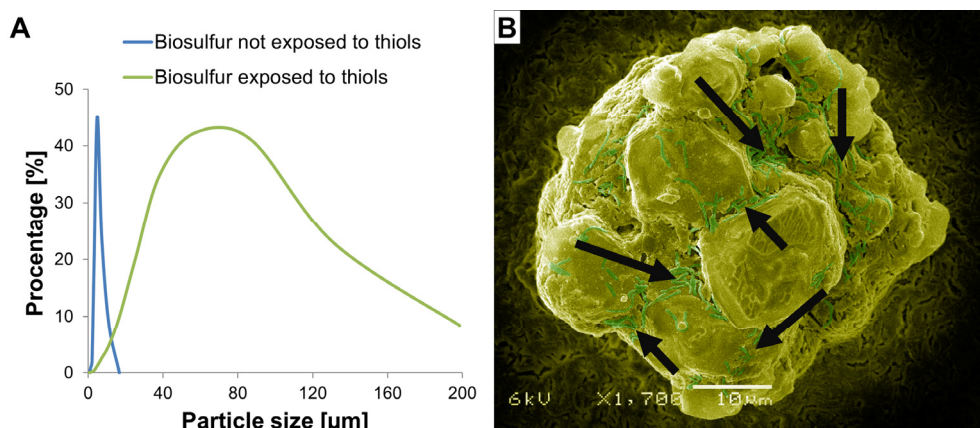 A
Biosulfur not exposed to thiols
Biosulfur exposed to thiols
Procentage [%]
50
40
30
20
10
0
0 40 80 120 160 200
Particle size [um]
B
6kV X1,700 10µm